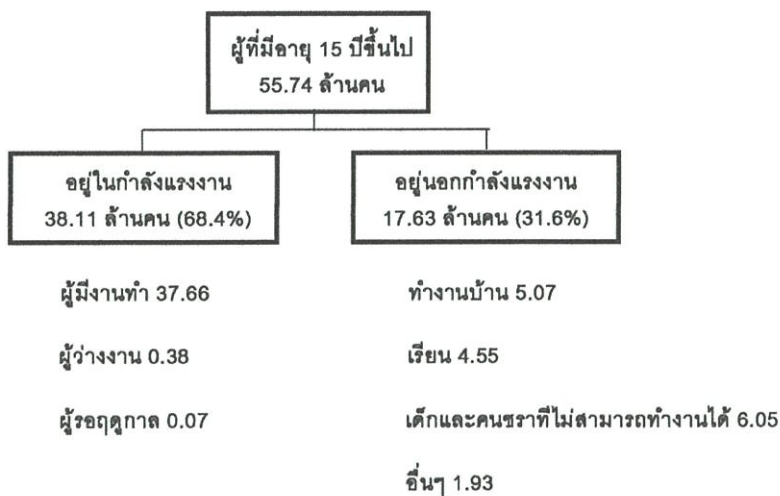 ผู้ที่มีอายุ 15 ปีขึ้นไป
55.74 ล้านคน
อยู่ในกำลังแรงงาน
38.11 ล้านคน (68.4%)
อยู่นอกกำลังแรงงาน
17.63 ล้านคน (31.6%)
ผู้มีงานทำ 37.66
ผู้ว่างงาน 0.38
ผู้รอฤดูกาล 0.07
ทำงานบ้าน 5.07
เรียน 4.55
เด็กและคนชราที่ไม่สามารถทำงานได้ 6.05
อื่นๆ 1.93